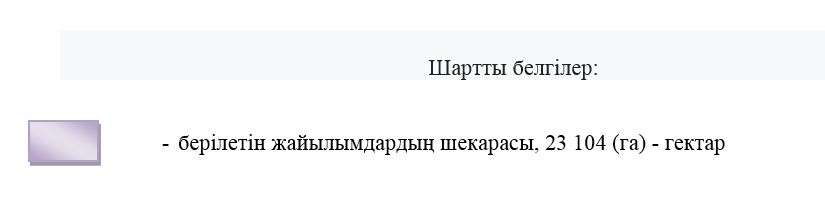 Шартты белгілер:
- берілетін жайылымдардың шекарасы, 23 104 (га) - гектар